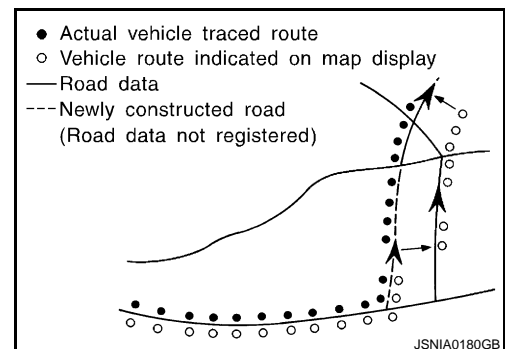 Actual vehicle traced route
Vehicle route indicated on map display
Road data
Newly constructed road
(Road data not registered)
JSNIA0180GB